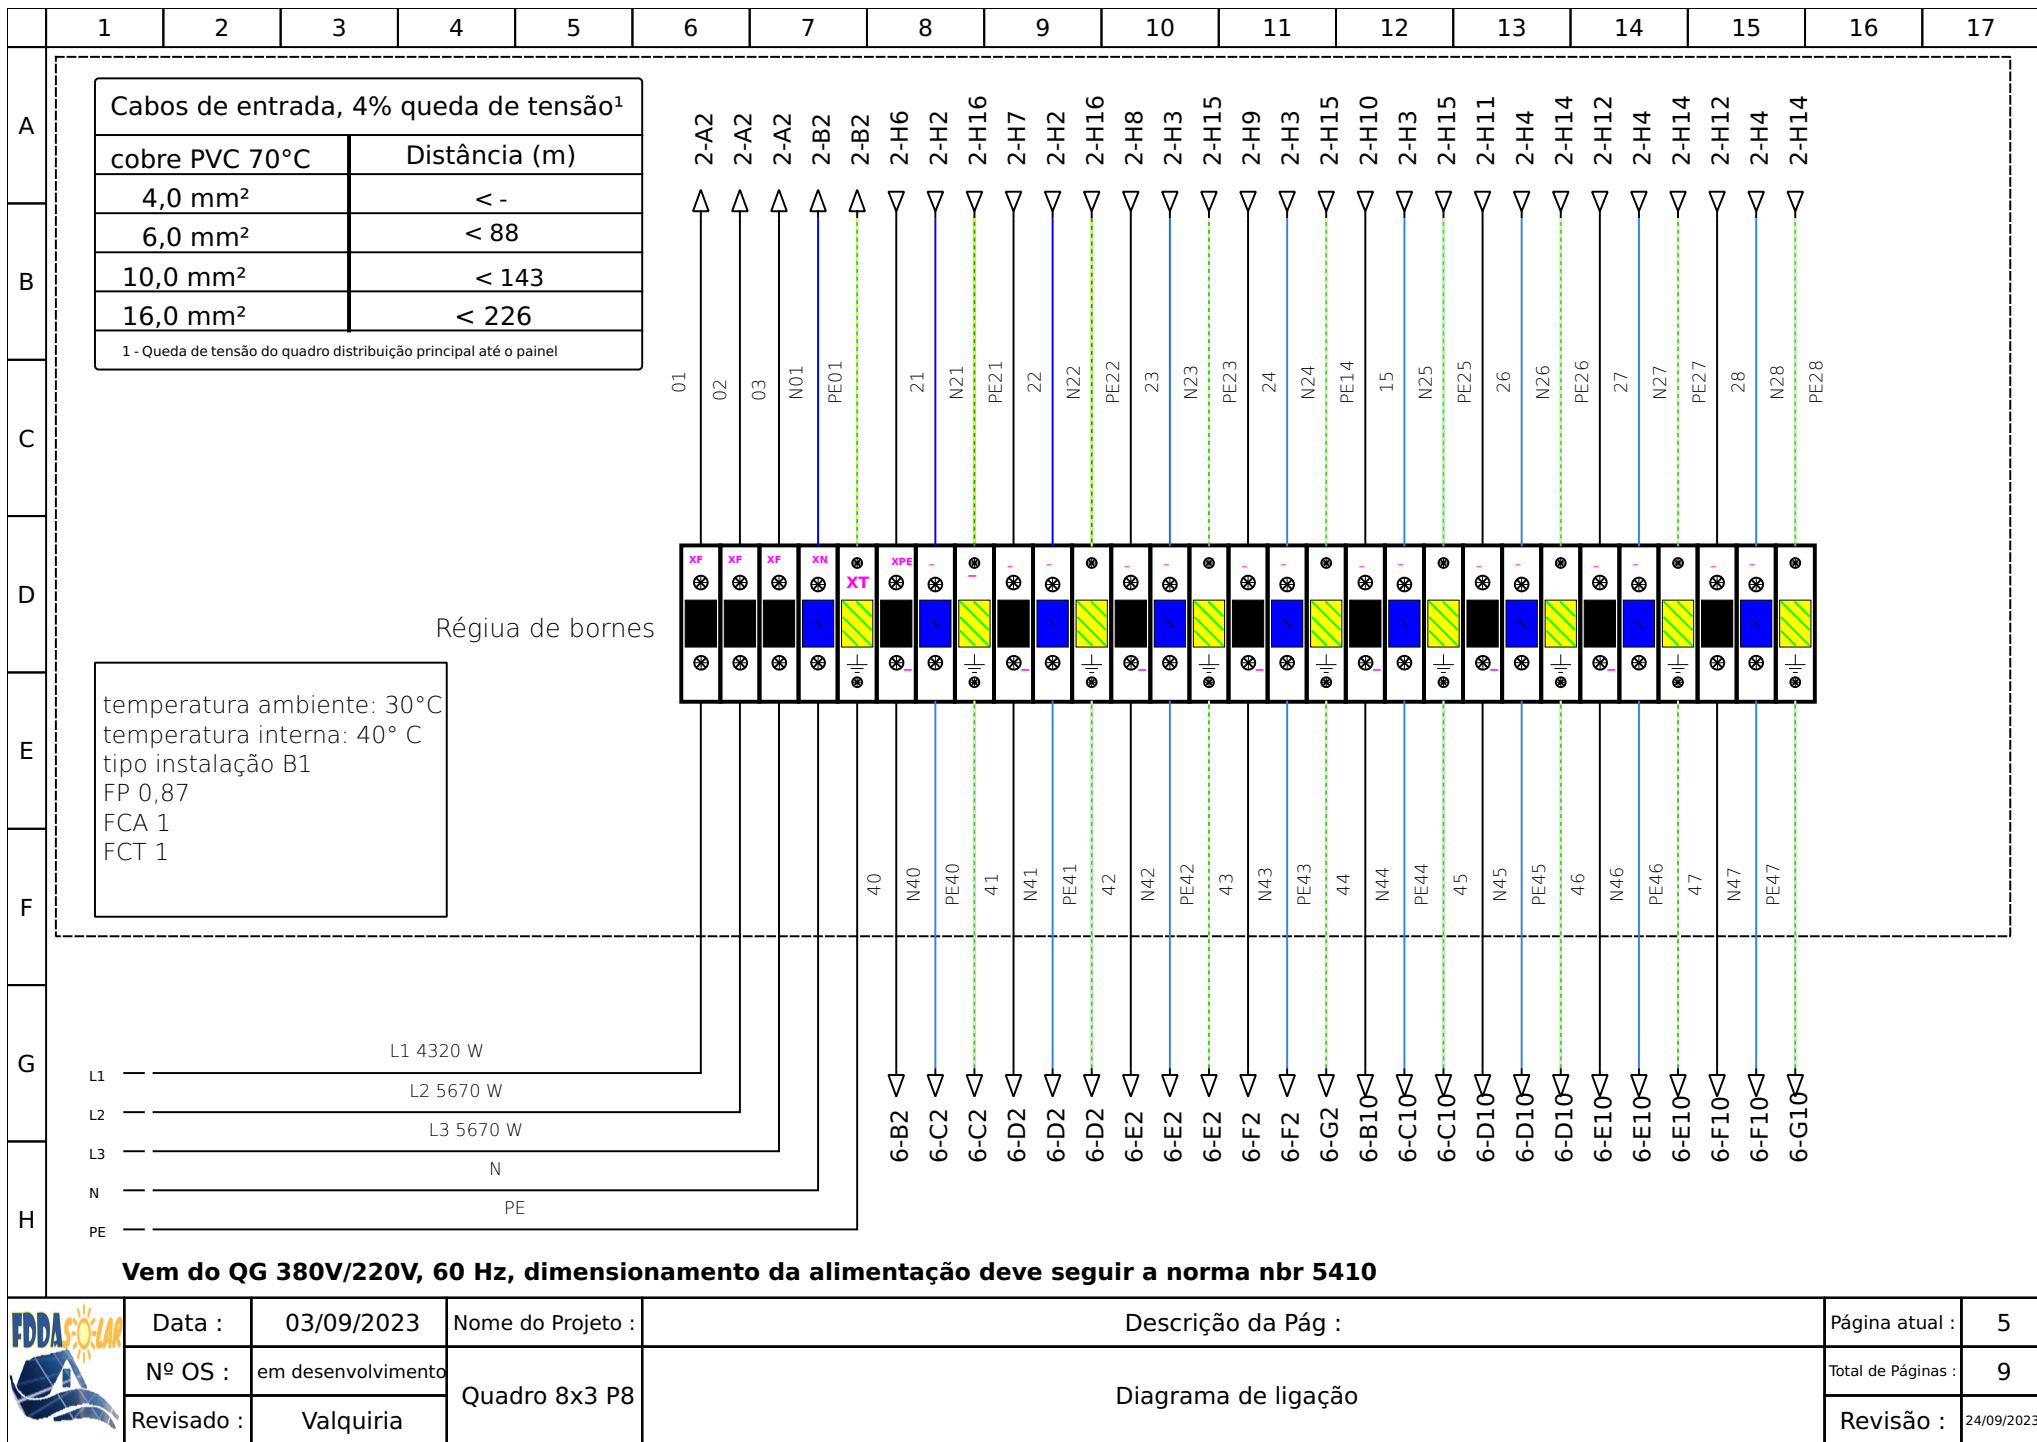 1 2 3 4 5 6 7 8 9 10 11 12 13 14 15 16 17
A
B
C
D
E
F
G
H
Cabos de entrada, 4% queda de tensão¹
cobre PVC 70°C Distância (m)
4,0 mm² < -
6,0 mm² < 88
10,0 mm² < 143
16,0 mm² < 226
1 - Queda de tensão do quadro distribuição principal até o painel
2-A2 2-A2 2-A2 2-B2 2-B2 2-H6 2-H2 2-H16 2-H7 2-H2 2-H16 2-H8 2-H3 2-H15 2-H9 2-H3 2-H15 2-H10 2-H3 2-H15 2-H11 2-H4 2-H14 2-H12 2-H4 2-H14 2-H12 2-H4 2-H14
01 02 03 N01 PE01 21 N21 PE21 22 N22 PE22 23 N23 PE23 24 N24 PE14 15 N25 PE25 26 N26 PE26 27 N27 PE27 28 N28 PE28
XF XF XF XN XPE
XT
Régiua de bornes
temperatura ambiente: 30°C
temperatura interna: 40° C
tipo instalação B1
FP 0,87
FCA 1
FCT 1
40 N40 PE40 41 N41 PE41 42 N42 PE42 43 N43 PE43 44 N44 PE44 45 N45 PE45 46 N46 PE46 47 N47 PE47
L1 4320 W
L1
L2 5670 W
L2
L3 5670 W
L3
N
N
PE
PE
6-B2 6-C2 6-C2 6-D2 6-D2 6-D2 6-E2 6-E2 6-E2 6-F2 6-F2 6-G2 6-B10 6-C10 6-C10 6-D10 6-D10 6-D10 6-E10 6-E10 6-E10 6-F10 6-F10 6-G10
Vem do QG 380V/220V, 60 Hz, dimensionamento da alimentação deve seguir a norma nbr 5410
FDDA SOLAR
Data : 03/09/2023 Nome do Projeto : Descrição da Pág : Página atual : 5
Nº OS : em desenvolvimento Quadro 8x3 P8 Diagrama de ligação Total de Páginas : 9
Revisado : Valquiria Revisão : 24/09/2023